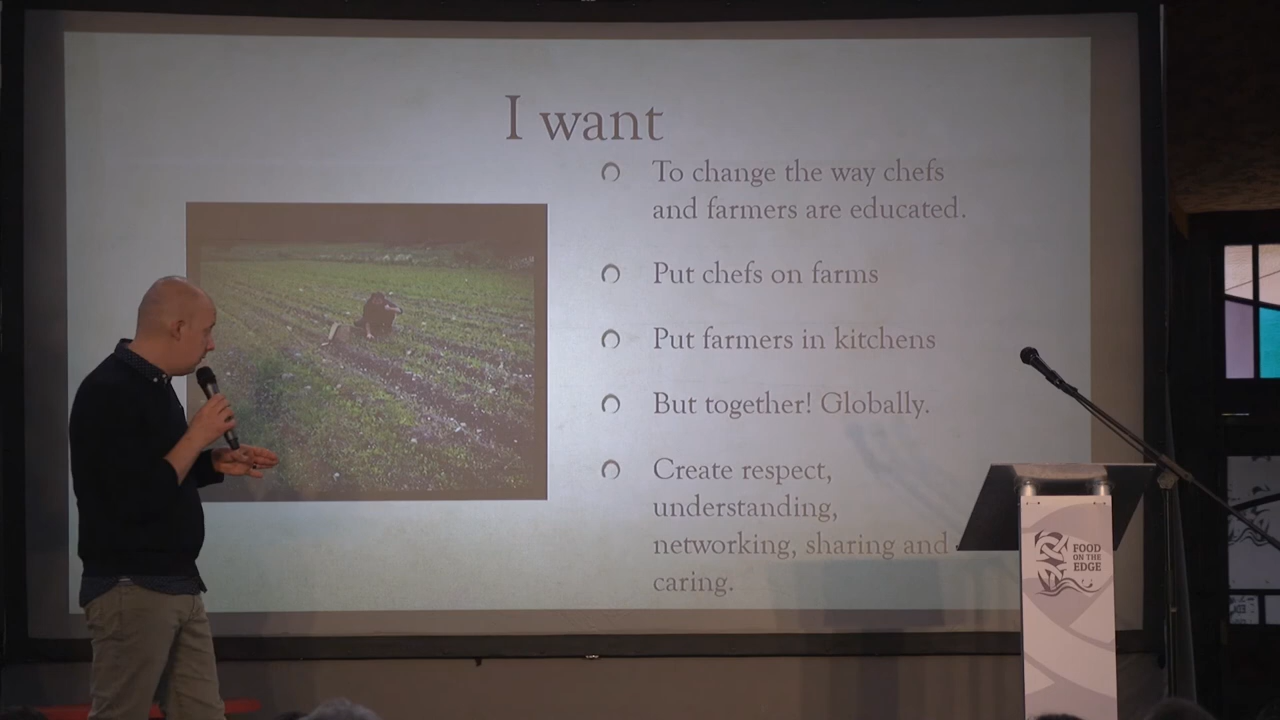 I want
To change the way chefs
and farmers are educated.
Put chefs on farms
Put farmers in kitchens
But together! Globally.
Create respect,
understanding,
networking, sharing and
caring.
FOOD
ON THE
EDGE